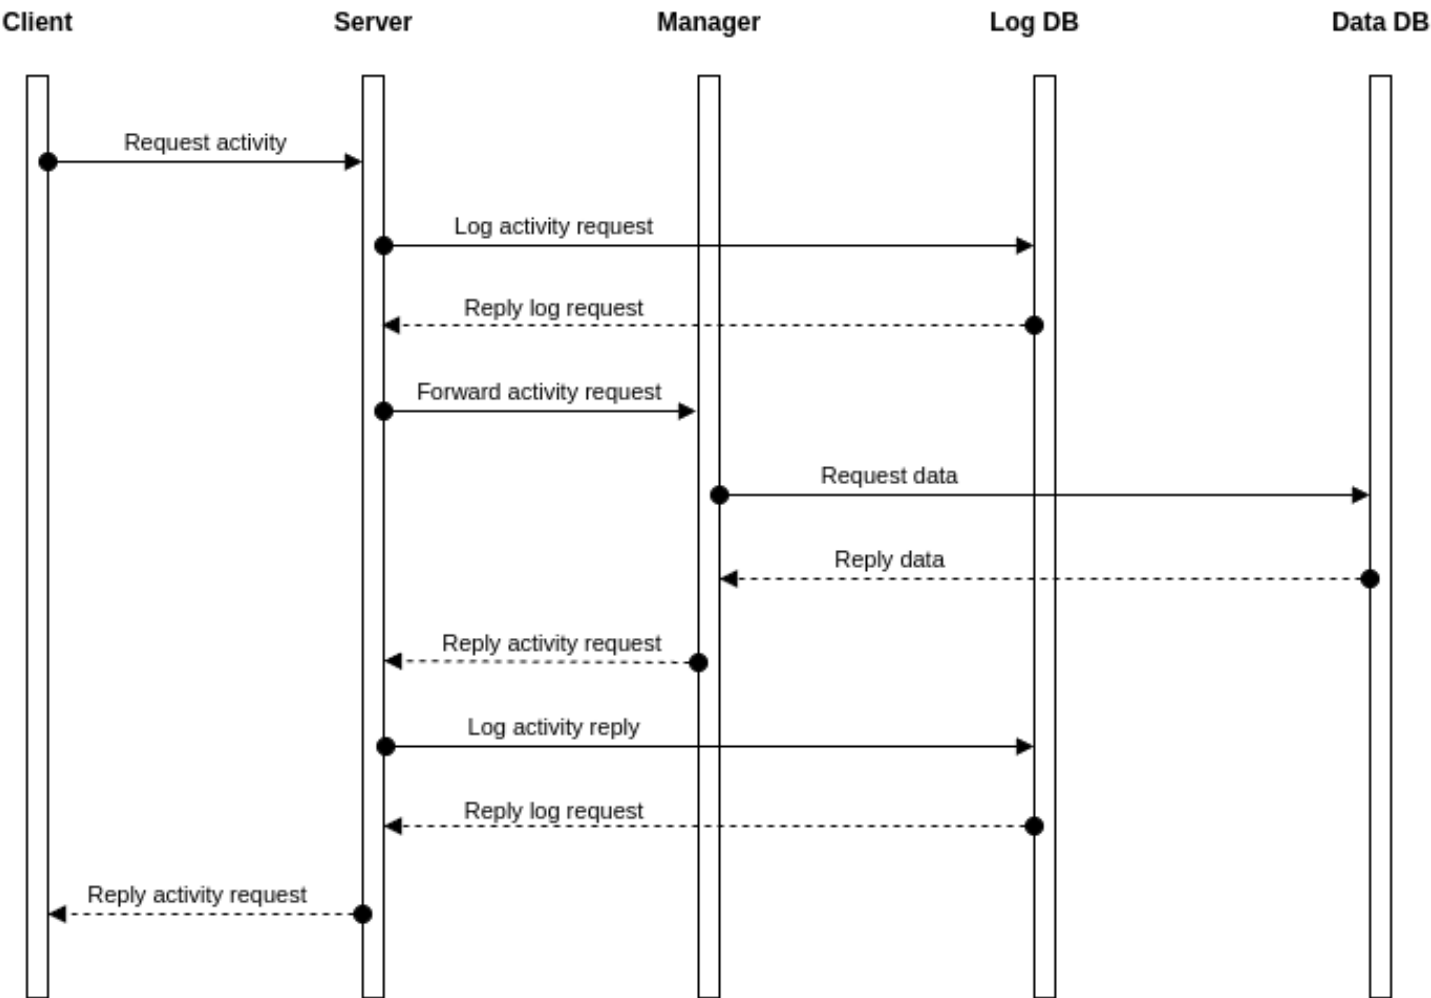 Client
Server
Manager
Log DB
Data DB
Request activity
Log activity request
Reply log request
Forward activity request
Request data
Reply data
Reply activity request
Log activity reply
Reply log request
Reply activity request